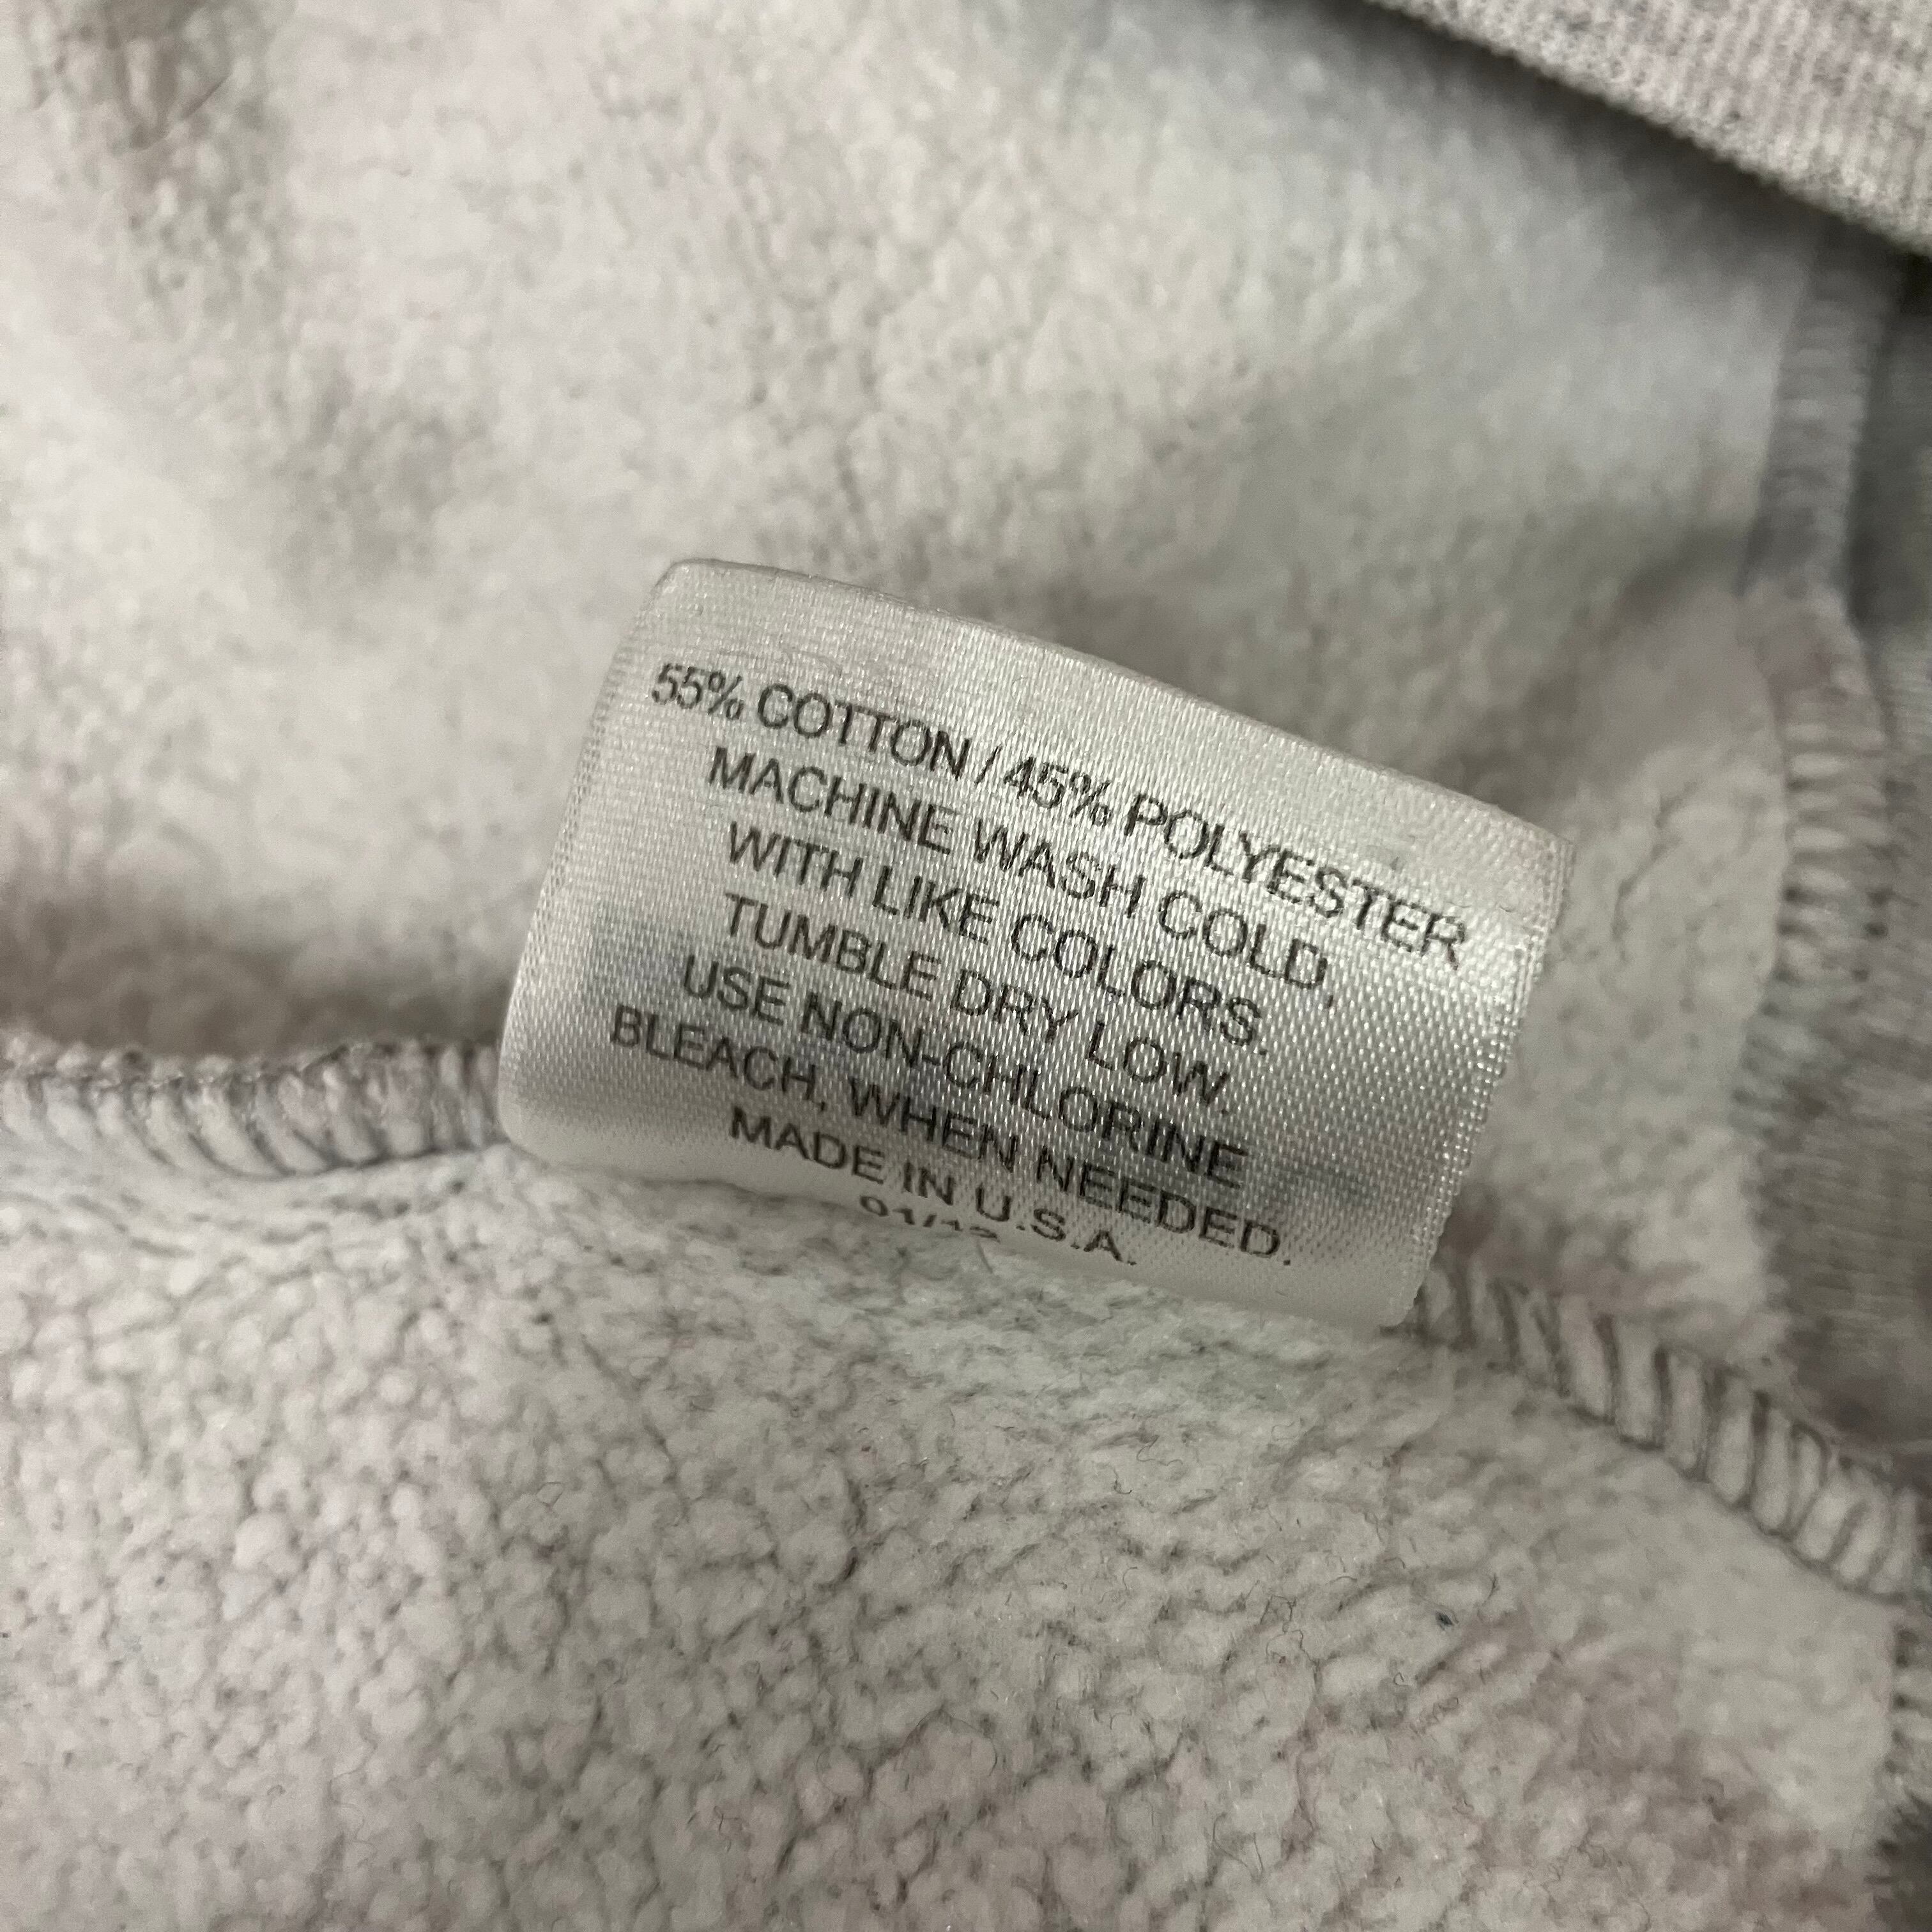 55% COTTON / 45% POLYESTER
MACHINE WASH COLD,
WITH LIKE COLORS.
TUMBLE DRY LOW.
USE NON-CHLORINE
BLEACH, WHEN NEEDED.
MADE IN U.S.A.